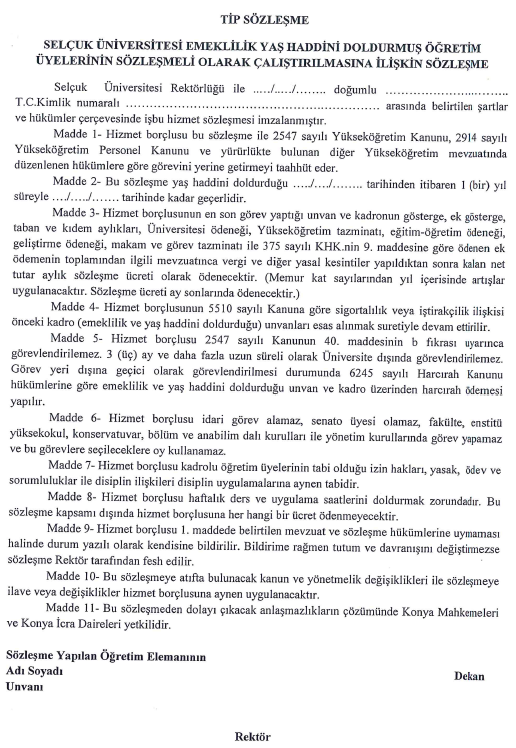 TİP SÖZLEŞME
SELÇUK ÜNİVERSİTESİ EMEKLİLİK YAŞ HADDİNİ DOLDURMUŞ ÖĞRETİM
ÜYELERİNİN SÖZLEŞMELİ OLARAK ÇALIŞTIRILMASINA İLİŞKİN SÖZLEŞME
Selçuk Üniversitesi Rektörlüğü ile ...../...../........ doğumlu ..............................
T.C.Kimlik numaralı ............................................................... arasında belirtilen şartlar
ve hükümler çerçevesinde işbu hizmet sözleşmesi imzalanmıştır.
Madde 1- Hizmet borçlusu bu sözleşme ile 2547 sayılı Yükseköğretim Kanunu, 2914 sayılı
Yükseköğretim Personel Kanunu ve yürürlükte bulunan diğer Yükseköğretim mevzuatında
düzenlenen hükümlere göre görevini yerine getirmeyi taahhüt eder.
Madde 2- Bu sözleşme yaş haddini doldurduğu ...../...../........ tarihinden itibaren 1 (bir) yıl
süreyle ...../...../....... tarihinde kadar geçerlidir.
Madde 3- Hizmet borçlusunun en son görev yaptığı unvan ve kadronun gösterge, ek gösterge,
taban ve kıdem aylıkları, Üniversitesi ödeneği, Yükseköğretim tazminatı, eğitim-öğretim ödeneği,
geliştirme ödeneği, makam ve görev tazminatı ile 375 sayılı KHK.nin 9. maddesine göre ödenen ek
ödemenin toplamından ilgili mevzuatınca vergi ve diğer yasal kesintiler yapıldıktan sonra kalan net
tutar aylık sözleşme ücreti olarak ödenecektir. (Memur kat sayılarından yıl içerisinde artışlar
uygulanacaktır. Sözleşme ücreti ay sonlarında ödenecektir.)
Madde 4- Hizmet borçlusunun 5510 sayılı Kanuna göre sigortalılık veya iştirakçilik ilişkisi
önceki kadro (emeklilik ve yaş haddini doldurduğu) unvanları esas alınmak suretiyle devam ettirilir.
Madde 5- Hizmet borçlusu 2547 sayılı Kanunun 40. maddesinin b fıkrası uyarınca
görevlendirilemez. 3 (üç) ay ve daha fazla uzun süreli olarak Üniversite dışında görevlendirilemez.
Görev yeri dışına geçici olarak görevlendirilmesi durumunda 6245 sayılı Harcırah Kanunu
hükümlerine göre emeklilik ve yaş haddini doldurduğu unvan ve kadro üzerinden harcırah ödemesi
yapılır.
Madde 6- Hizmet borçlusu idari görev alamaz, senato üyesi olamaz, fakülte, enstitü
yüksekokul, konservatuvar, bölüm ve anabilim dalı kurulları ile yönetim kurullarında görev yapamaz
ve bu görevlere seçileceklere oy kullanamaz.
Madde 7- Hizmet borçlusu kadrolu öğretim üyelerinin tabi olduğu izin hakları, yasak, ödev ve
sorumluluklar ile disiplin ilişkileri disiplin uygulamalarına aynen tabidir.
Madde 8- Hizmet borçlusu haftalık ders ve uygulama saatlerini doldurmak zorundadır. Bu
sözleşme kapsamı dışında hizmet borçlusuna her hangi bir ücret ödenmeyecektir.
Madde 9- Hizmet borçlusu 1. maddede belirtilen mevzuat ve sözleşme hükümlerine uymaması
halinde durum yazılı olarak kendisine bildirilir. Bildirime rağmen tutum ve davranışını değiştirmezse
sözleşme Rektör tarafından fesh edilir.
Madde 10- Bu sözleşmeye atıfta bulunacak kanun ve yönetmelik değişiklikleri ile sözleşmeye
ilave veya değişiklikler hizmet borçlusuna aynen uygulanacaktır.
Madde 11- Bu sözleşmeden dolayı çıkacak anlaşmazlıkların çözümünde Konya Mahkemeleri
ve Konya İcra Daireleri yetkilidir.
Sözleşme Yapılan Öğretim Elemanının
Adı Soyadı
Dekan
Unvanı
Rektör